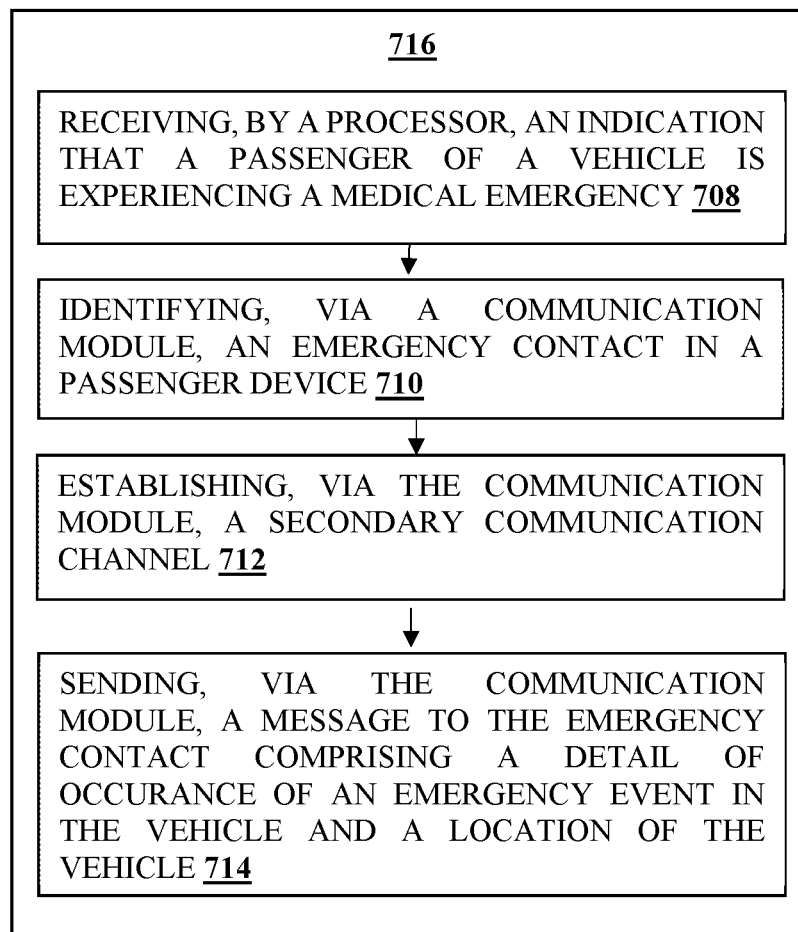 716
RECEIVING, BY A PROCESSOR, AN INDICATION
THAT A PASSENGER OF A VEHICLE IS
EXPERIENCING A MEDICAL EMERGENCY 708
IDENTIFYING, VIA A COMMUNICATION
MODULE, AN EMERGENCY CONTACT IN A
PASSENGER DEVICE 710
ESTABLISHING, VIA THE COMMUNICATION
MODULE, A SECONDARY COMMUNICATION
CHANNEL 712
SENDING, VIA THE COMMUNICATION
MODULE, A MESSAGE TO THE EMERGENCY
CONTACT COMPRISING A DETAIL OF
OCCURANCE OF AN EMERGENCY EVENT IN
THE VEHICLE AND A LOCATION OF THE
VEHICLE 714